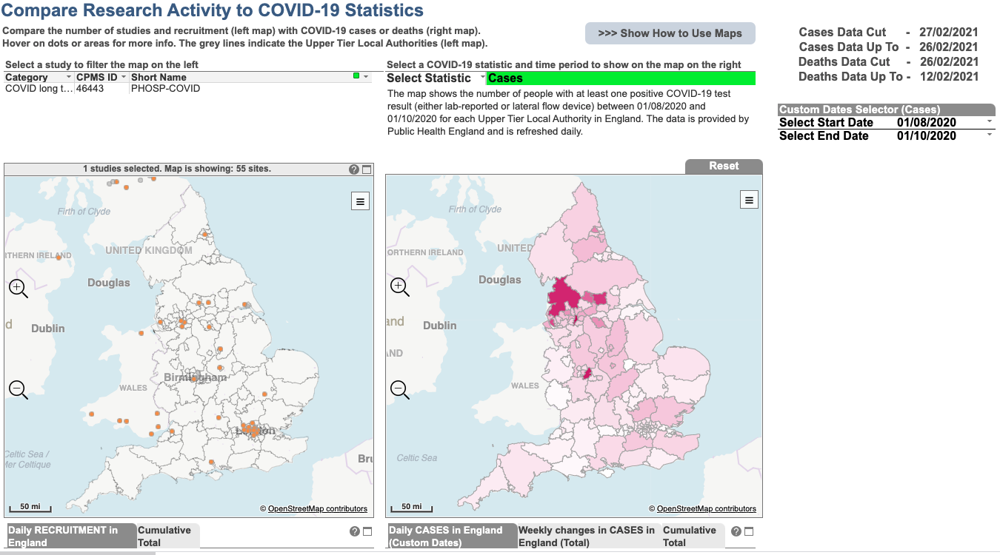 Compare Research Activity to COVID-19 Statistics
Compare the number of studies and recruitment (left map) with COVID-19 cases or deaths (right map).
Hover on dots or areas for more info. The grey lines indicate the Upper Tier Local Authorities (left map).
>>> Show How to Use Maps
Cases Data Cut - 27/02/2021
Cases Data Up To - 26/02/2021
Deaths Data Cut - 26/02/2021
Deaths Data Up To - 12/02/2021
Select a study to filter the map on the left
Category CPMS ID Short Name
COVID long t... 46443 PHOSP-COVID
Select a COVID-19 statistic and time period to show on the map on the right
Select Statistic Cases
The map shows the number of people with at least one positive COVID-19 test
result (either lab-reported or lateral flow device) between 01/08/2020 and
01/10/2020 for each Upper Tier Local Authority in England. The data is provided by
Public Health England and is refreshed daily.
Custom Dates Selector (Cases)
Select Start Date 01/08/2020
Select End Date 01/10/2020
1 studies selected. Map is showing: 55 sites.
?
Firth of Clyde
UNITED KINGDOM
THERN IRELAND
Douglas
d
Dublin
Birmingham
WALES
London
Celtic Sea /
Mer Celtique
Bru
50 mi
© OpenStreetMap contributors
Reset
Firth of Clyde
UNITED
ORTHERN IRELAND
Douglas
and
Dublin
AND
WALES
Celtic Sea
50 mi
© OpenStreetMap contributors
Daily RECRUITMENT in
England
Cumulative
Total
?
Daily CASES in England
(Custom Dates)
Weekly changes in CASES in
England (Total)
Cumulative
Total
?